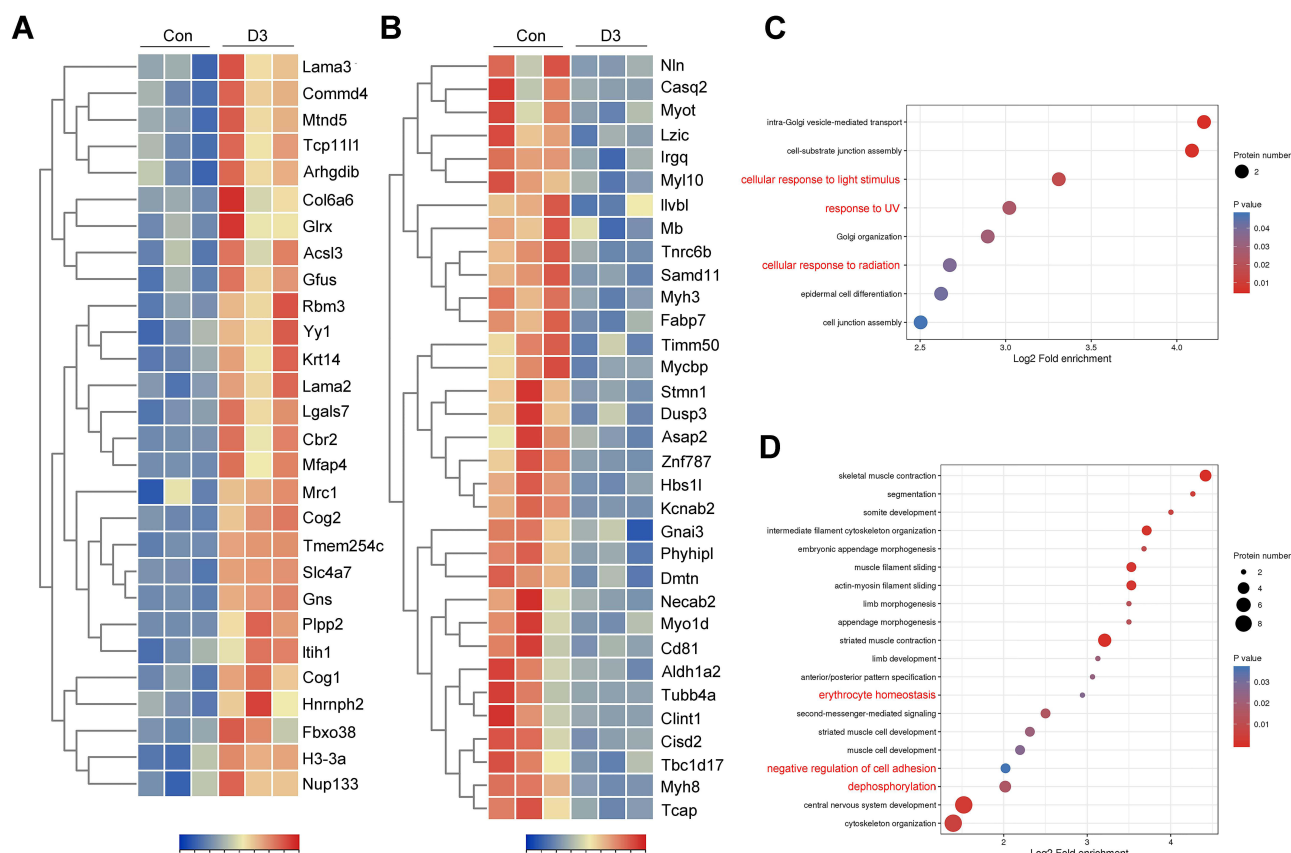 A
Con
D3
Lama3
Commd4
Mtnd5
Tcp11l1
Arhgdib
Col6a6
Glrx
Acsl3
Gfus
Rbm3
Yy1
Krt14
Lama2
Lgals7
Cbr2
Mfap4
Mrc1
Cog2
Tmem254c
Slc4a7
Gns
Plpp2
Itih1
Cog1
Hnrnph2
Fbxo38
H3-3a
Nup133
B
Con
D3
Nln
Casq2
Myot
Lzic
Irgq
Myl10
Ilvbl
Mb
Tnrc6b
Samd11
Myh3
Fabp7
Timm50
Mycbp
Stmn1
Dusp3
Asap2
Znf787
Hbs1l
Kcnab2
Gnai3
Phyhipl
Dmtn
Necab2
Myo1d
Cd81
Aldh1a2
Tubb4a
Clint1
Cisd2
Tbc1d17
Myh8
Tcap
C
intra-Golgi vesicle-mediated transport
cell-substrate junction assembly
cellular response to light stimulus
response to UV
Golgi organization
cellular response to radiation
epidermal cell differentiation
cell junction assembly
2.5 3.0 3.5 4.0
Log2 Fold enrichment
Protein number
2
P value
0.04
0.03
0.02
0.01
D
skeletal muscle contraction
segmentation
somite development
intermediate filament cytoskeleton organization
embryonic appendage morphogenesis
muscle filament sliding
actin-myosin filament sliding
limb morphogenesis
appendage morphogenesis
striated muscle contraction
limb development
anterior/posterior pattern specification
erythrocyte homeostasis
second-messenger-mediated signaling
striated muscle cell development
muscle cell development
negative regulation of cell adhesion
dephosphorylation
central nervous system development
cytoskeleton organization
2 3 4
Log2 Fold enrichment
Protein number
2
4
6
8
P value
0.03
0.02
0.01